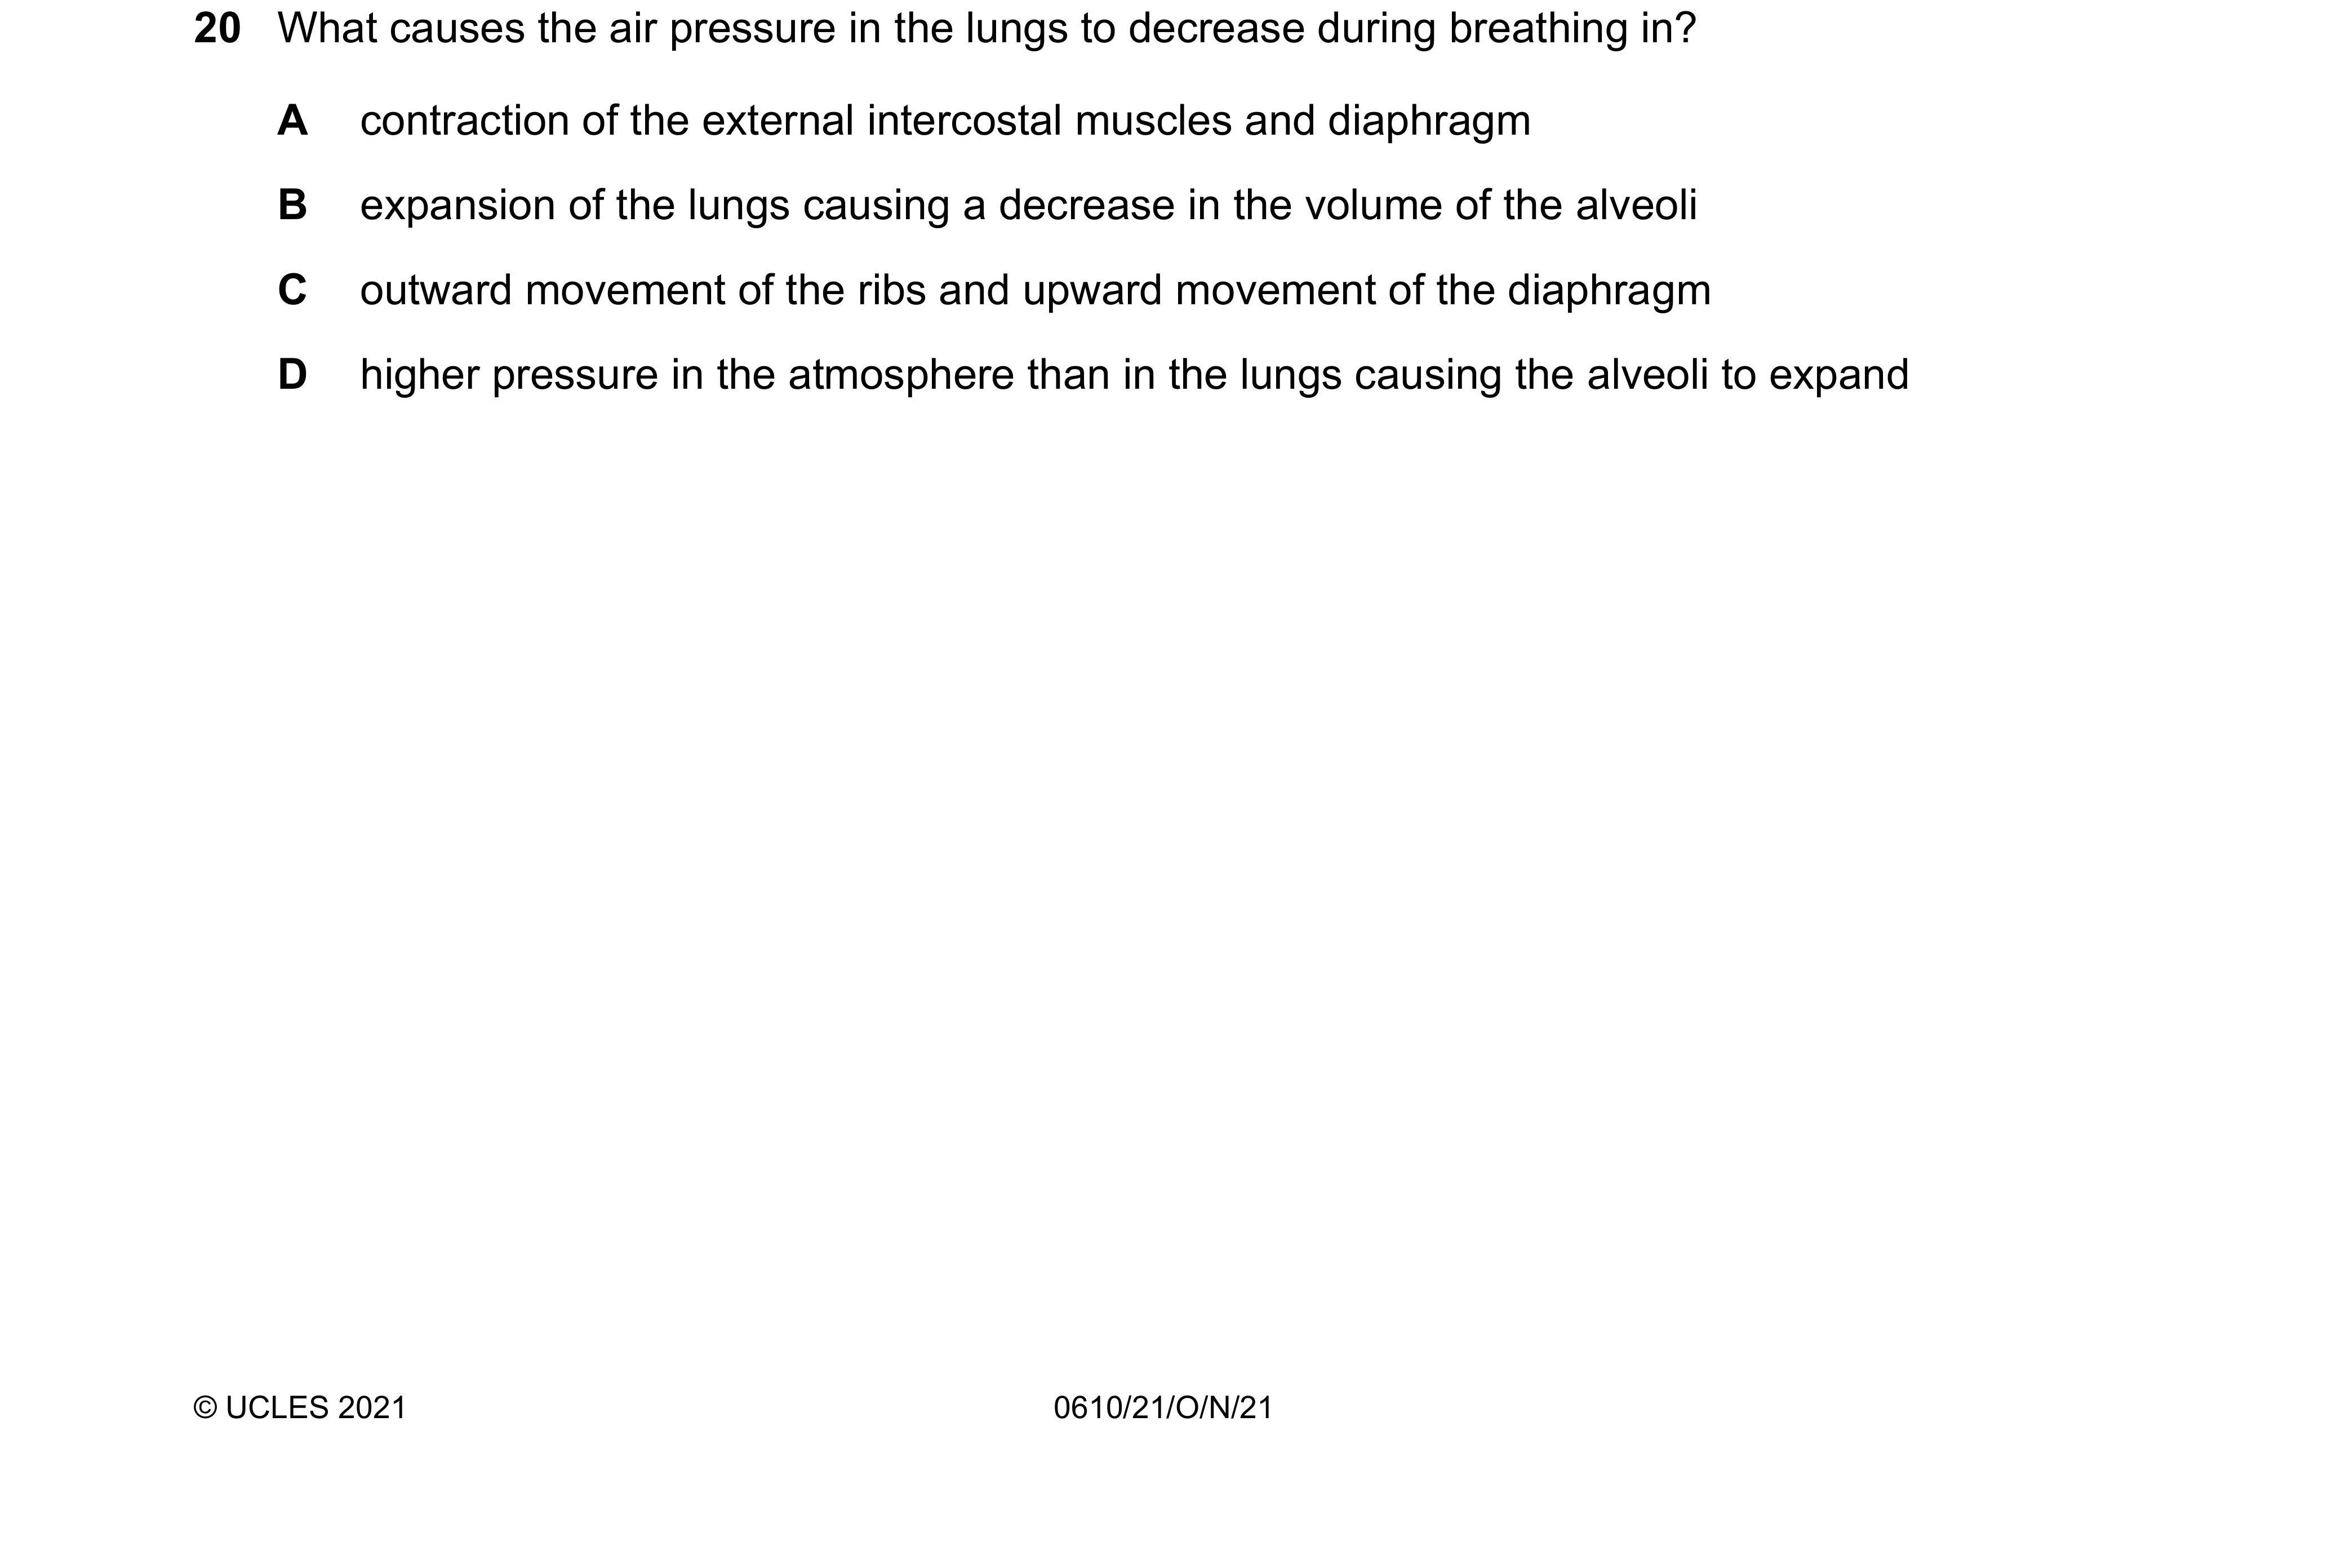 20 What causes the air pressure in the lungs to decrease during breathing in?
A contraction of the external intercostal muscles and diaphragm
B expansion of the lungs causing a decrease in the volume of the alveoli
C outward movement of the ribs and upward movement of the diaphragm
D higher pressure in the atmosphere than in the lungs causing the alveoli to expand
© UCLES 2021 0610/21/O/N/21